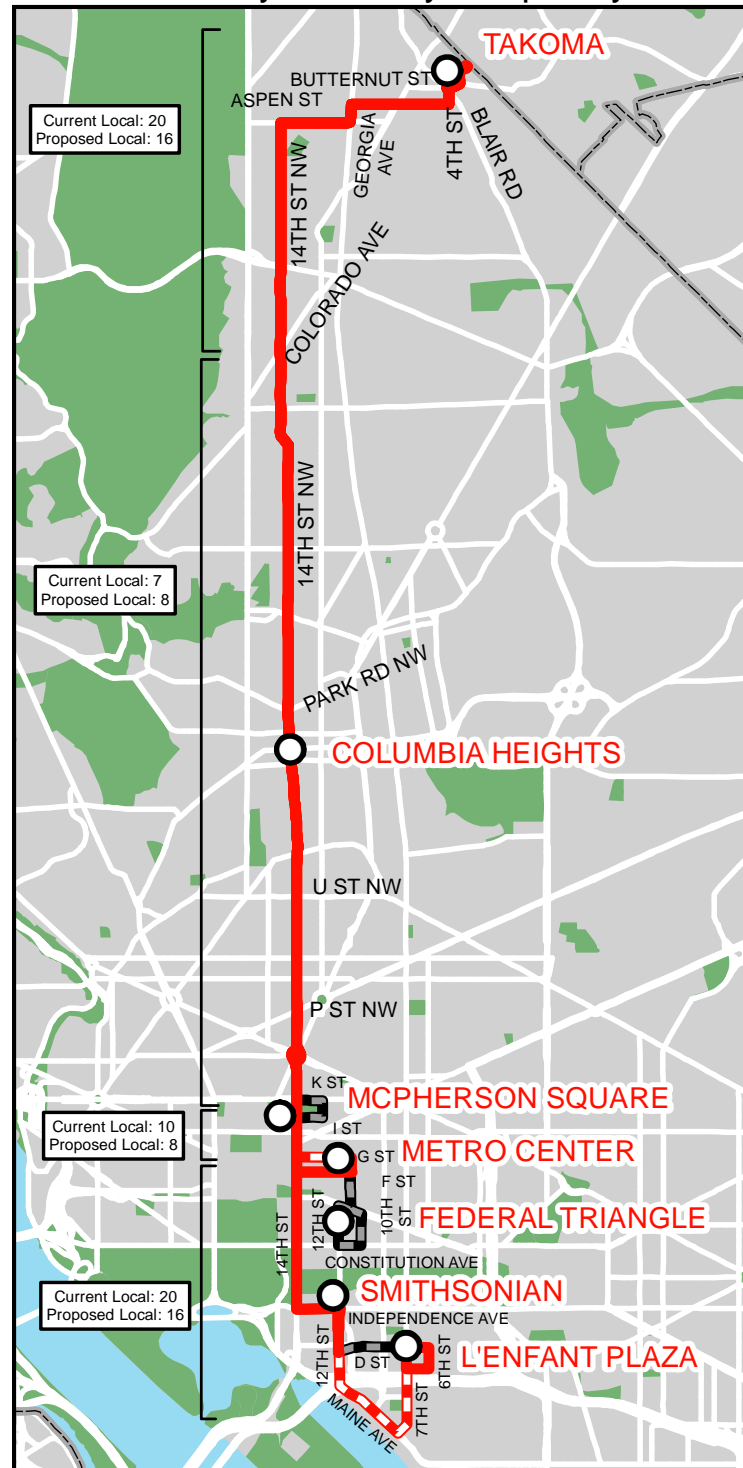 TAKOMA
BUTTERNUT ST
ASPEN ST
Current Local: 20
Proposed Local: 16
GEORGIA
AVE
4TH ST
BLAIR RD
14TH ST NW
COLORADO AVE
14TH ST NW
Current Local: 7
Proposed Local: 8
PARK RD NW
COLUMBIA HEIGHTS
U ST NW
P ST NW
K ST
MCPHERSON SQUARE
I ST
Current Local: 10
Proposed Local: 8
METRO CENTER
G ST
F ST
12TH ST
10TH
ST
FEDERAL TRIANGLE
14TH ST
CONSTITUTION AVE
SMITHSONIAN
Current Local: 20
Proposed Local: 16
INDEPENDENCE AVE
12TH ST
D ST
6TH ST
L'ENFANT PLAZA
7TH ST
MAINE AVE